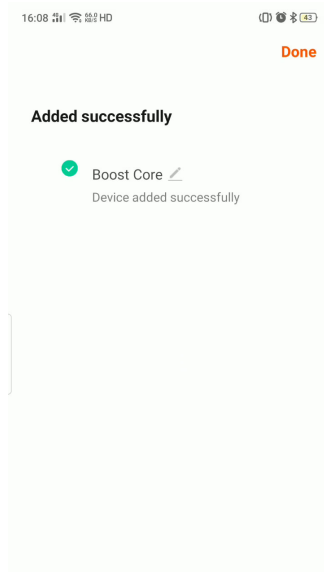 16:08 HD 43
Done
Added successfully
Boost Core
Device added successfully